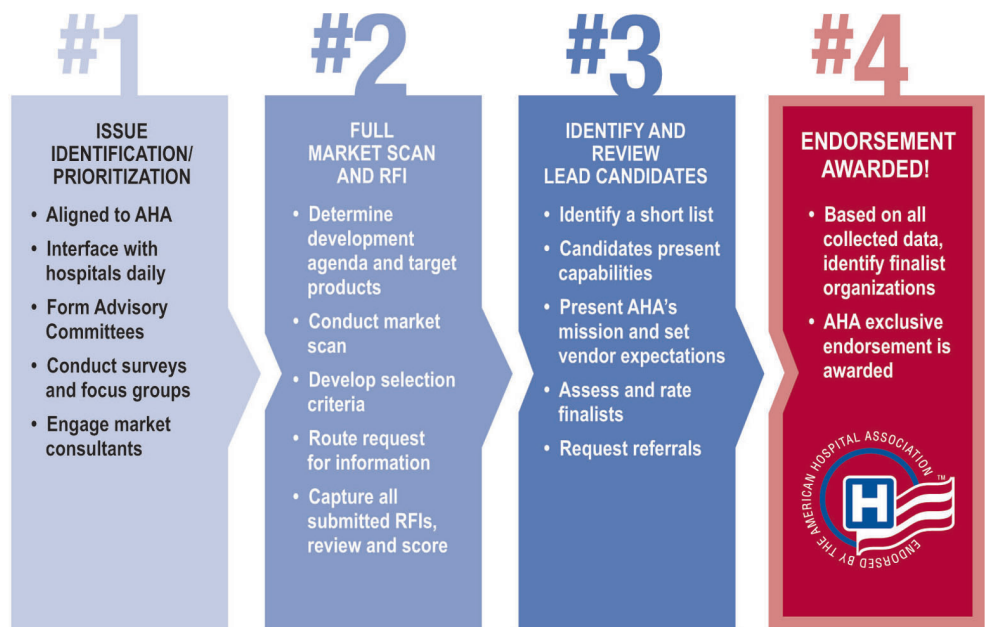 #1
ISSUE
IDENTIFICATION/
PRIORITIZATION
• Aligned to AHA
• Interface with
hospitals daily
• Form Advisory
Committees
• Conduct surveys
and focus groups
• Engage market
consultants
#2
FULL
MARKET SCAN
AND RFI
• Determine
development
agenda and target
products
• Conduct market
scan
• Develop selection
criteria
• Route request
for information
• Capture all
submitted RFIs,
review and score
#3
IDENTIFY AND
REVIEW
LEAD CANDIDATES
• Identify a short list
• Candidates present
capabilities
• Present AHA’s
mission and set
vendor expectations
• Assess and rate
finalists
• Request referrals
#4
ENDORSEMENT
AWARDED!
• Based on all
collected data,
identify finalist
organizations
• AHA exclusive
endorsement is
awarded
ENDORSED BY THE AMERICAN HOSPITAL ASSOCIATION
H
TM